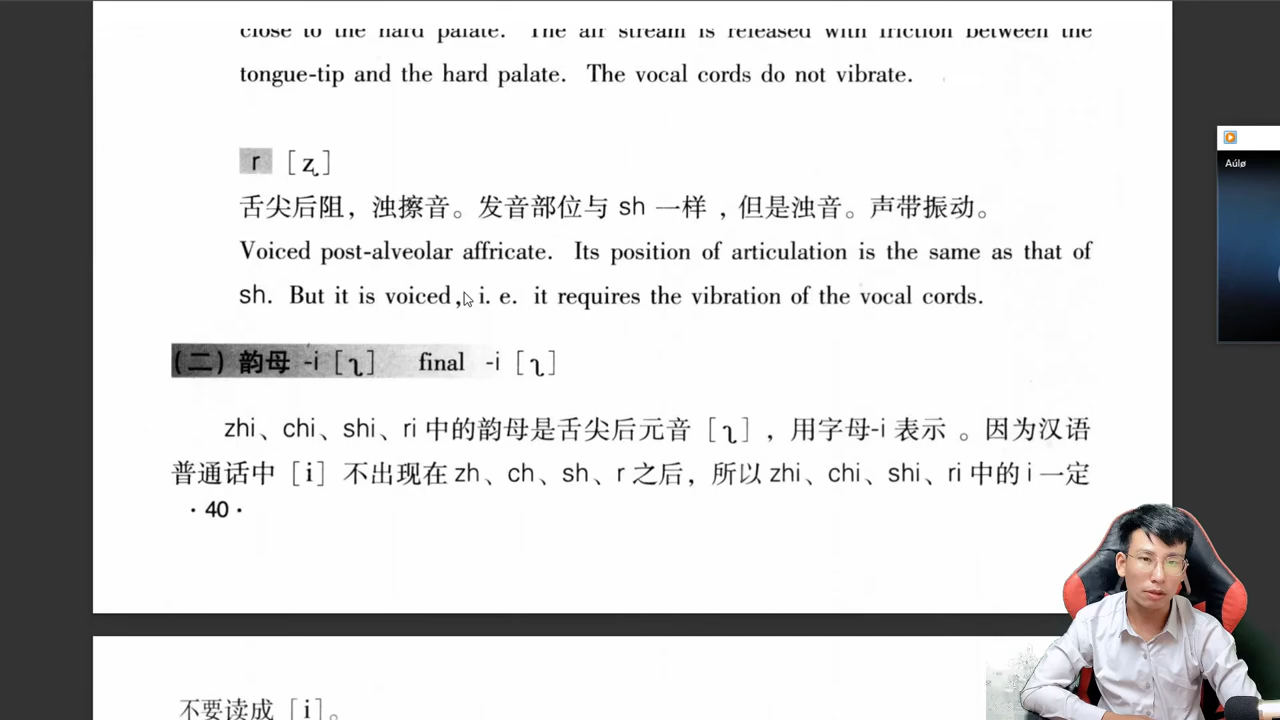 close to the hard palate. The air stream is released with friction between the
tongue-tip and the hard palate. The vocal cords do not vibrate.
r [ʐ]
舌尖后阻，浊擦音。发音部位与 sh 一样，但是浊音。声带振动。
Voiced post-alveolar affricate. Its position of articulation is the same as that of
sh. But it is voiced, i. e. it requires the vibration of the vocal cords.
(二) 韵母 -i [ʅ] final -i [ʅ]
zhi、chi、shi、ri 中的韵母是舌尖后元音 [ʅ]，用字母-i 表示。因为汉语
普通话中 [i] 不出现在 zh、ch、sh、r 之后，所以 zhi、chi、shi、ri 中的 i 一定
· 40 ·
不要读成 [i]。
Aúlø